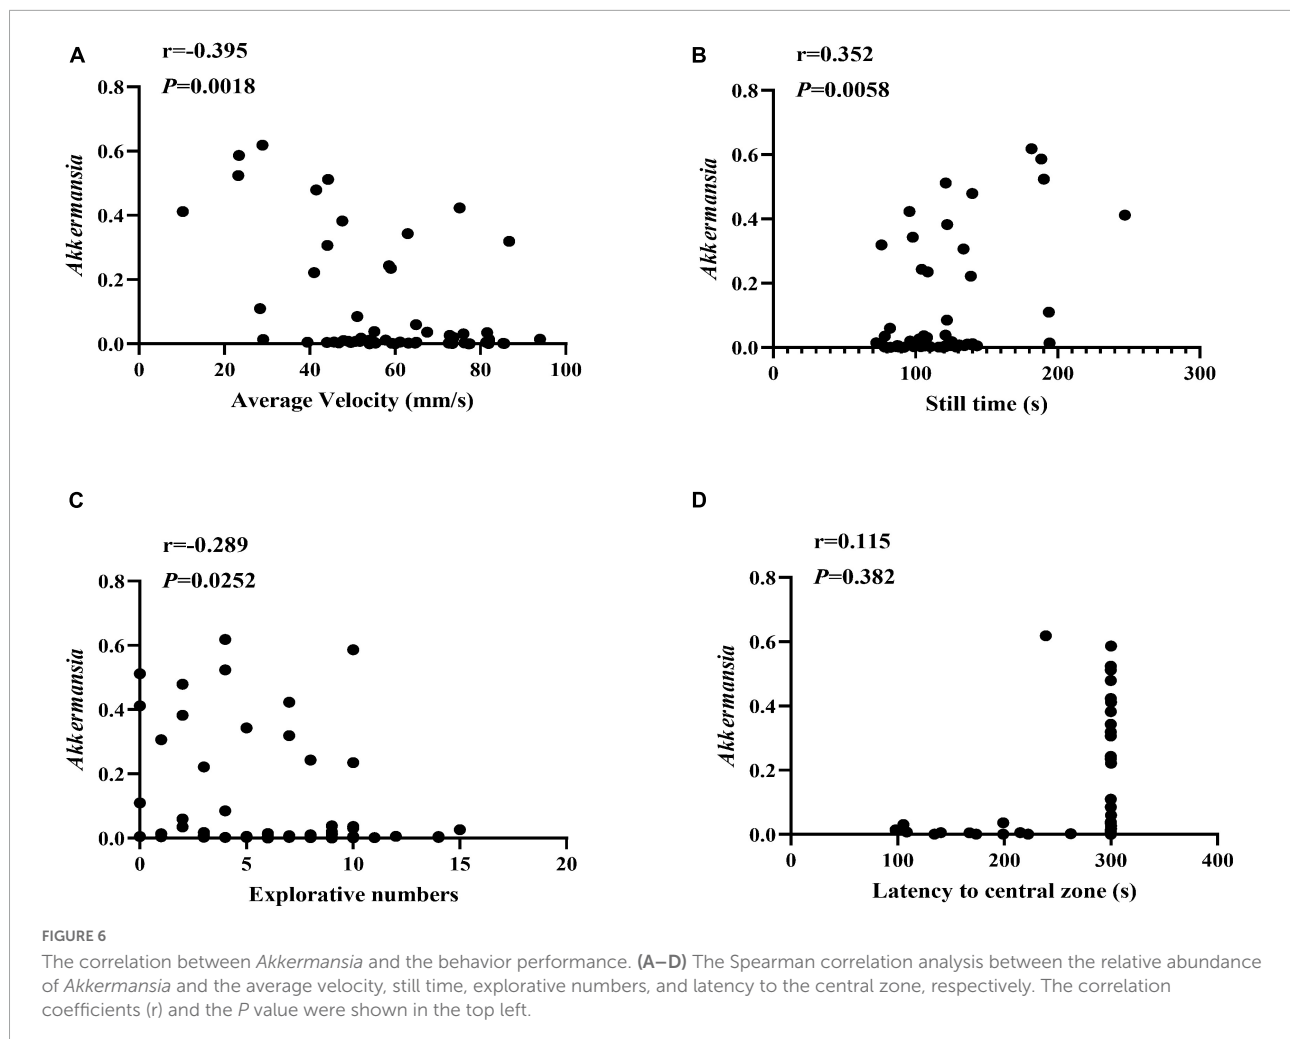 A
r=-0.395
P=0.0018
0.8
0.6
0.4
0.2
0.0
Akkermansia
0 20 40 60 80 100
Average Velocity (mm/s)
B
r=0.352
P=0.0058
0.8
0.6
0.4
0.2
0.0
Akkermansia
0 100 200 300
Still time (s)
C
r=-0.289
P=0.0252
0.8
0.6
0.4
0.2
0.0
Akkermansia
0 5 10 15 20
Explorative numbers
D
r=0.115
P=0.382
0.8
0.6
0.4
0.2
0.0
Akkermansia
0 100 200 300 400
Latency to central zone (s)
FIGURE 6
The correlation between Akkermansia and the behavior performance. (A–D) The Spearman correlation analysis between the relative abundance
of Akkermansia and the average velocity, still time, explorative numbers, and latency to the central zone, respectively. The correlation
coefficients (r) and the P value were shown in the top left.